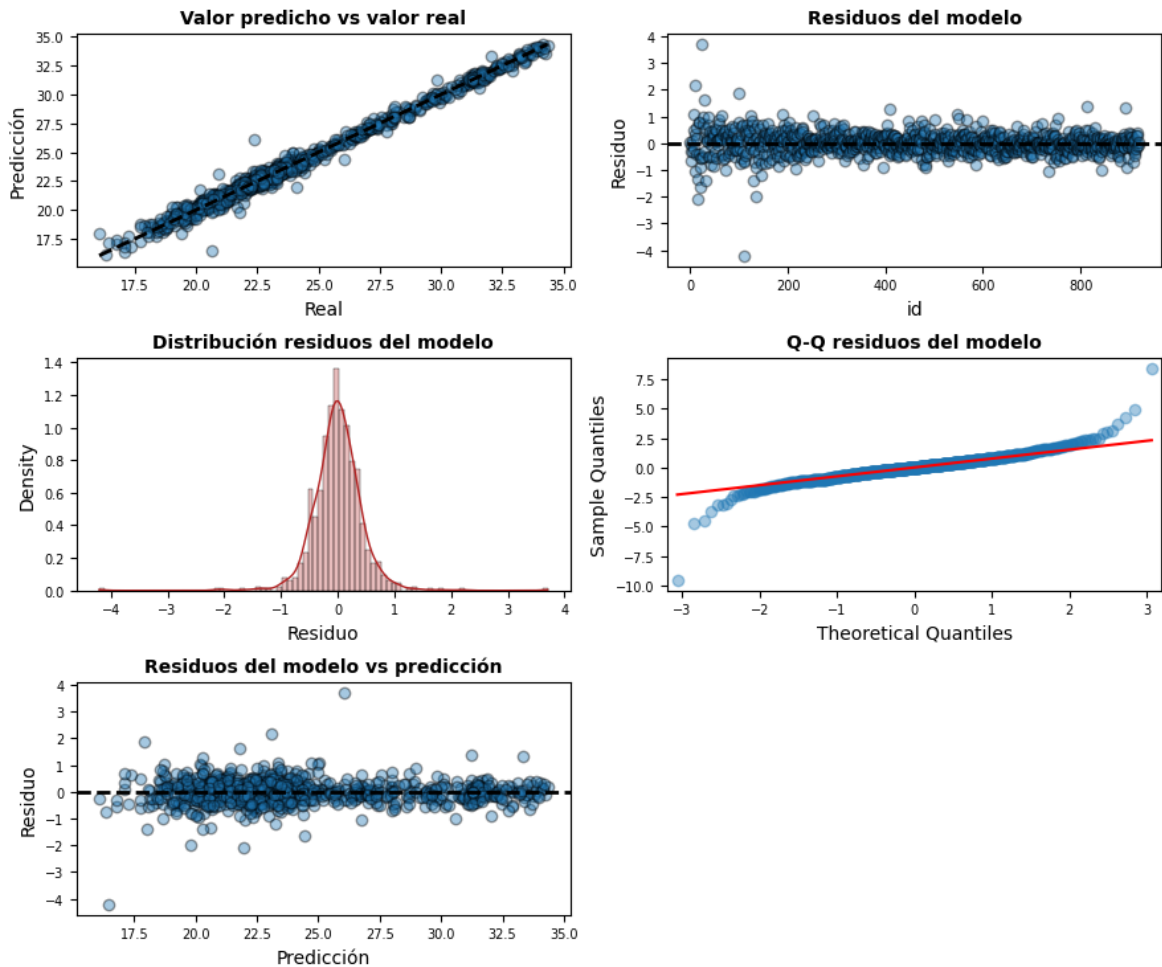 Valor predicho vs valor real
Predicción
35.0
32.5
30.0
27.5
25.0
22.5
20.0
17.5
17.5 20.0 22.5 25.0 27.5 30.0 32.5 35.0
Real
Residuos del modelo
Residuo
4
3
2
1
0
−1
−2
−3
−4
0 200 400 600 800
id
Distribución residuos del modelo
Density
1.4
1.2
1.0
0.8
0.6
0.4
0.2
0.0
−4 −3 −2 −1 0 1 2 3 4
Residuo
Q-Q residuos del modelo
Sample Quantiles
7.5
5.0
2.5
0.0
−2.5
−5.0
−7.5
−10.0
−3 −2 −1 0 1 2 3
Theoretical Quantiles
Residuos del modelo vs predicción
Residuo
4
3
2
1
0
−1
−2
−3
−4
17.5 20.0 22.5 25.0 27.5 30.0 32.5 35.0
Predicción